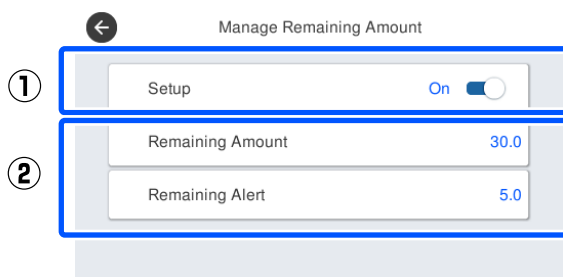 Manage Remaining Amount
① Setup On
② Remaining Amount 30.0
Remaining Alert 5.0